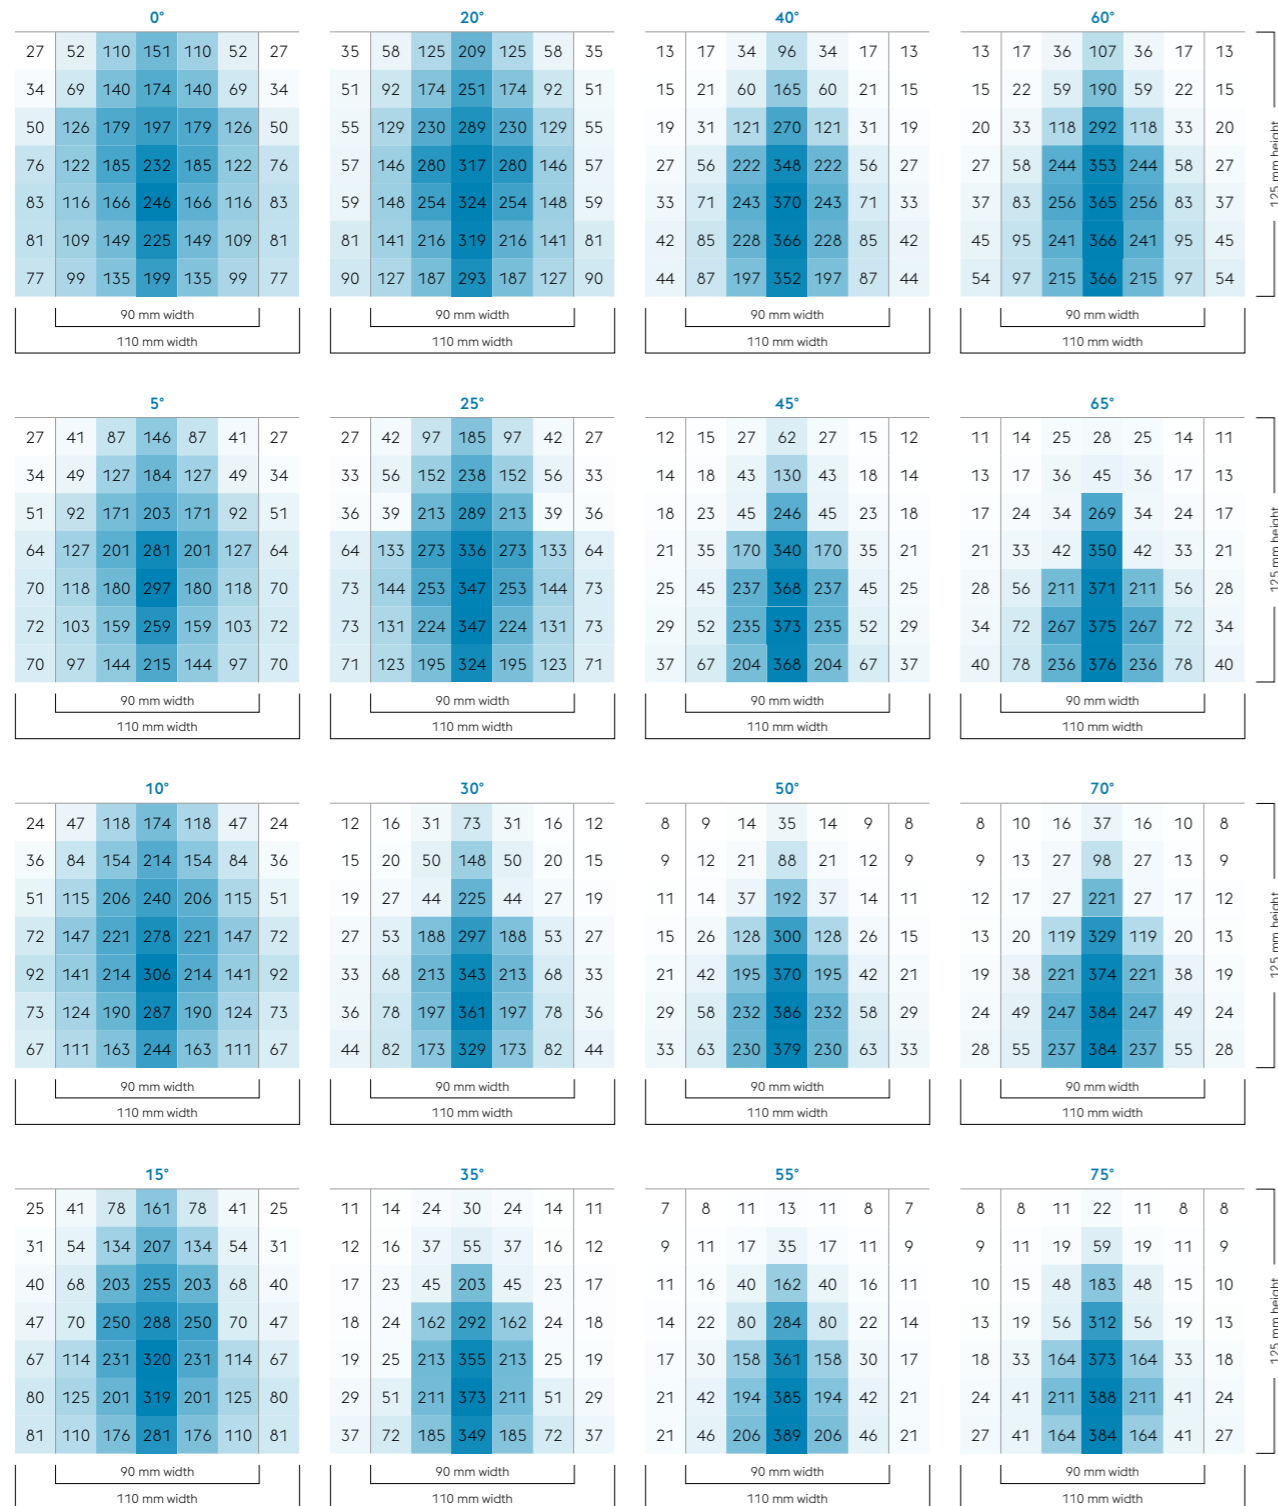 0° 20° 40° 60°
27 52 110 151 110 52 27 35 58 125 209 125 58 35 13 17 34 96 34 17 13 13 17 36 107 36 17 13
34 69 140 174 140 69 34 51 92 174 251 174 92 51 15 21 60 165 60 21 15 15 22 59 190 59 22 15
50 126 179 197 179 126 50 55 129 230 289 230 129 55 19 31 121 270 121 31 19 20 33 118 292 118 33 20
76 122 185 232 185 122 76 57 146 280 317 280 146 57 27 56 222 348 222 56 27 27 58 244 353 244 58 27
83 116 166 246 166 116 83 59 148 254 324 254 148 59 33 71 243 370 243 71 33 37 83 256 365 256 83 37
81 109 149 225 149 109 81 81 141 216 319 216 141 81 42 85 228 366 228 85 42 45 95 241 366 241 95 45
77 99 135 199 135 99 77 90 127 187 293 187 127 90 44 87 197 352 197 87 44 54 97 215 366 215 97 54
125 mm height
90 mm width 90 mm width 90 mm width 90 mm width
110 mm width 110 mm width 110 mm width 110 mm width
5° 25° 45° 65°
27 41 87 146 87 41 27 27 42 97 185 97 42 27 12 15 27 62 27 15 12 11 14 25 28 25 14 11
34 49 127 184 127 49 34 33 56 152 238 152 56 33 14 18 43 130 43 18 14 13 17 36 45 36 17 13
51 92 171 203 171 92 51 36 39 213 289 213 39 36 18 23 45 246 45 23 18 17 24 34 269 34 24 17
64 127 201 281 201 127 64 64 133 273 336 273 133 64 21 35 170 340 170 35 21 21 33 42 350 42 33 21
70 118 180 297 180 118 70 73 144 253 347 253 144 73 25 45 237 368 237 45 25 28 56 211 371 211 56 28
72 103 159 259 159 103 72 73 131 224 347 224 131 73 29 52 235 373 235 52 29 34 72 267 375 267 72 34
70 97 144 215 144 97 70 71 123 195 324 195 123 71 37 67 204 368 204 67 37 40 78 236 376 236 78 40
125 mm height
90 mm width 90 mm width 90 mm width 90 mm width
110 mm width 110 mm width 110 mm width 110 mm width
10° 30° 50° 70°
24 47 118 174 118 47 24 12 16 31 73 31 16 12 8 9 14 35 14 9 8 8 10 16 37 16 10 8
36 84 154 214 154 84 36 15 20 50 148 50 20 15 9 12 21 88 21 12 9 9 13 27 98 27 13 9
51 115 206 240 206 115 51 19 27 44 225 44 27 19 11 14 37 192 37 14 11 12 17 27 221 27 17 12
72 147 221 278 221 147 72 27 53 188 297 188 53 27 15 26 128 300 128 26 15 13 20 119 329 119 20 13
92 141 214 306 214 141 92 33 68 213 343 213 68 33 21 42 195 370 195 42 21 19 38 221 374 221 38 19
73 124 190 287 190 124 73 36 78 197 361 197 78 36 29 58 232 386 232 58 29 24 49 247 384 247 49 24
67 111 163 244 163 111 67 44 82 173 329 173 82 44 33 63 230 379 230 63 33 28 55 237 384 237 55 28
125 mm height
90 mm width 90 mm width 90 mm width 90 mm width
110 mm width 110 mm width 110 mm width 110 mm width
15° 35° 55° 75°
25 41 78 161 78 41 25 11 14 24 30 24 14 11 7 8 11 13 11 8 7 8 8 11 22 11 8 8
31 54 134 207 134 54 31 12 16 37 55 37 16 12 9 11 17 35 17 11 9 9 11 19 59 19 11 9
40 68 203 255 203 68 40 17 23 45 203 45 23 17 11 16 40 162 40 16 11 10 15 48 183 48 15 10
47 70 250 288 250 70 47 18 24 162 292 162 24 18 14 22 80 284 80 22 14 13 19 56 312 56 19 13
67 114 231 320 231 114 67 19 25 213 355 213 25 19 17 30 158 361 158 30 17 18 33 164 373 164 33 18
80 125 201 319 201 125 80 29 51 211 373 211 51 29 21 42 194 385 194 42 21 24 41 211 388 211 41 24
81 110 176 281 176 110 81 37 72 185 349 185 72 37 21 46 206 389 206 46 21 27 41 164 384 164 41 27
125 mm height
90 mm width 90 mm width 90 mm width 90 mm width
110 mm width 110 mm width 110 mm width 110 mm width